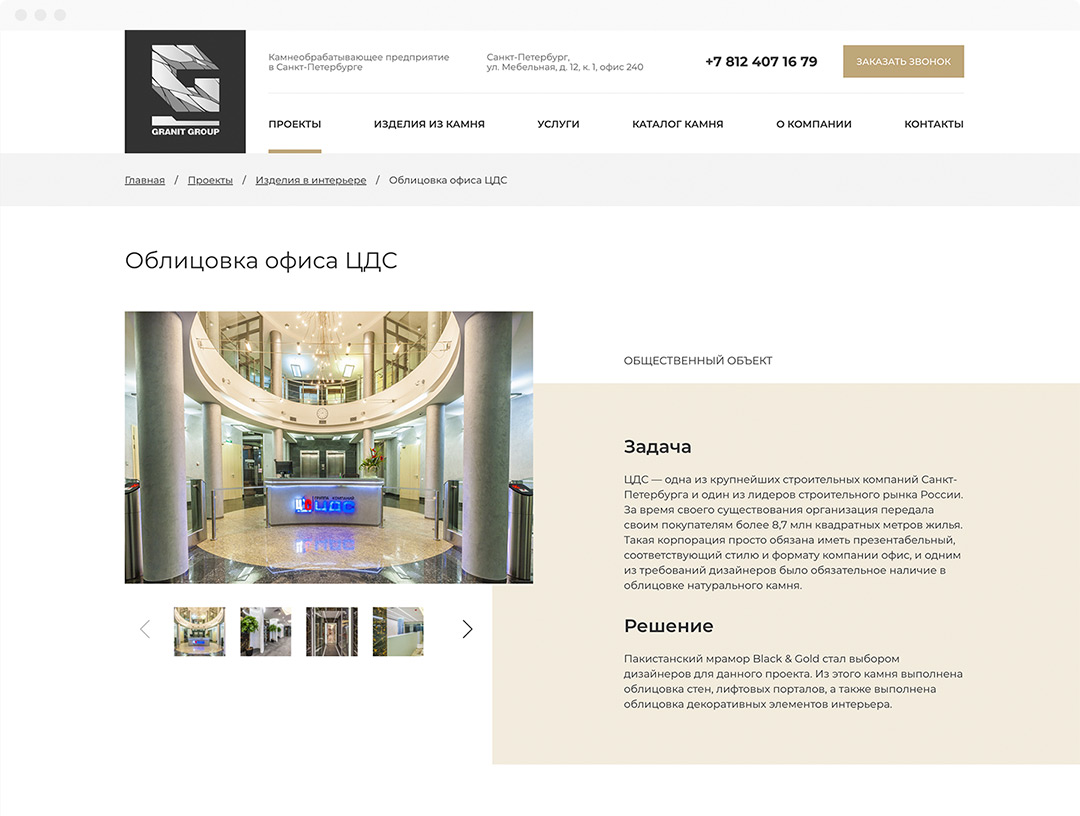 GRANIT GROUP
Камнеобрабатывающее предприятие
в Санкт-Петербурге
Санкт-Петербург,
ул. Мебельная, д. 12, к. 1, офис 240
+7 812 407 16 79
ЗАКАЗАТЬ ЗВОНОК
ПРОЕКТЫ
ИЗДЕЛИЯ ИЗ КАМНЯ
УСЛУГИ
КАТАЛОГ КАМНЯ
О КОМПАНИИ
КОНТАКТЫ
Главная / Проекты / Изделия в интерьере / Облицовка офиса ЦДС
Облицовка офиса ЦДС
ГРУППА КОМПАНИЙ
ЦДС
ОБЩЕСТВЕННЫЙ ОБЪЕКТ
Задача
ЦДС — одна из крупнейших строительных компаний Санкт-
Петербурга и один из лидеров строительного рынка России.
За время своего существования организация передала
своим покупателям более 8,7 млн квадратных метров жилья.
Такая корпорация просто обязана иметь презентабельный,
соответствующий стилю и формату компании офис, и одним
из требований дизайнеров было обязательное наличие в
облицовке натурального камня.
Решение
Пакистанский мрамор Black & Gold стал выбором
дизайнеров для данного проекта. Из этого камня выполнена
облицовка стен, лифтовых порталов, а также выполнена
облицовка декоративных элементов интерьера.